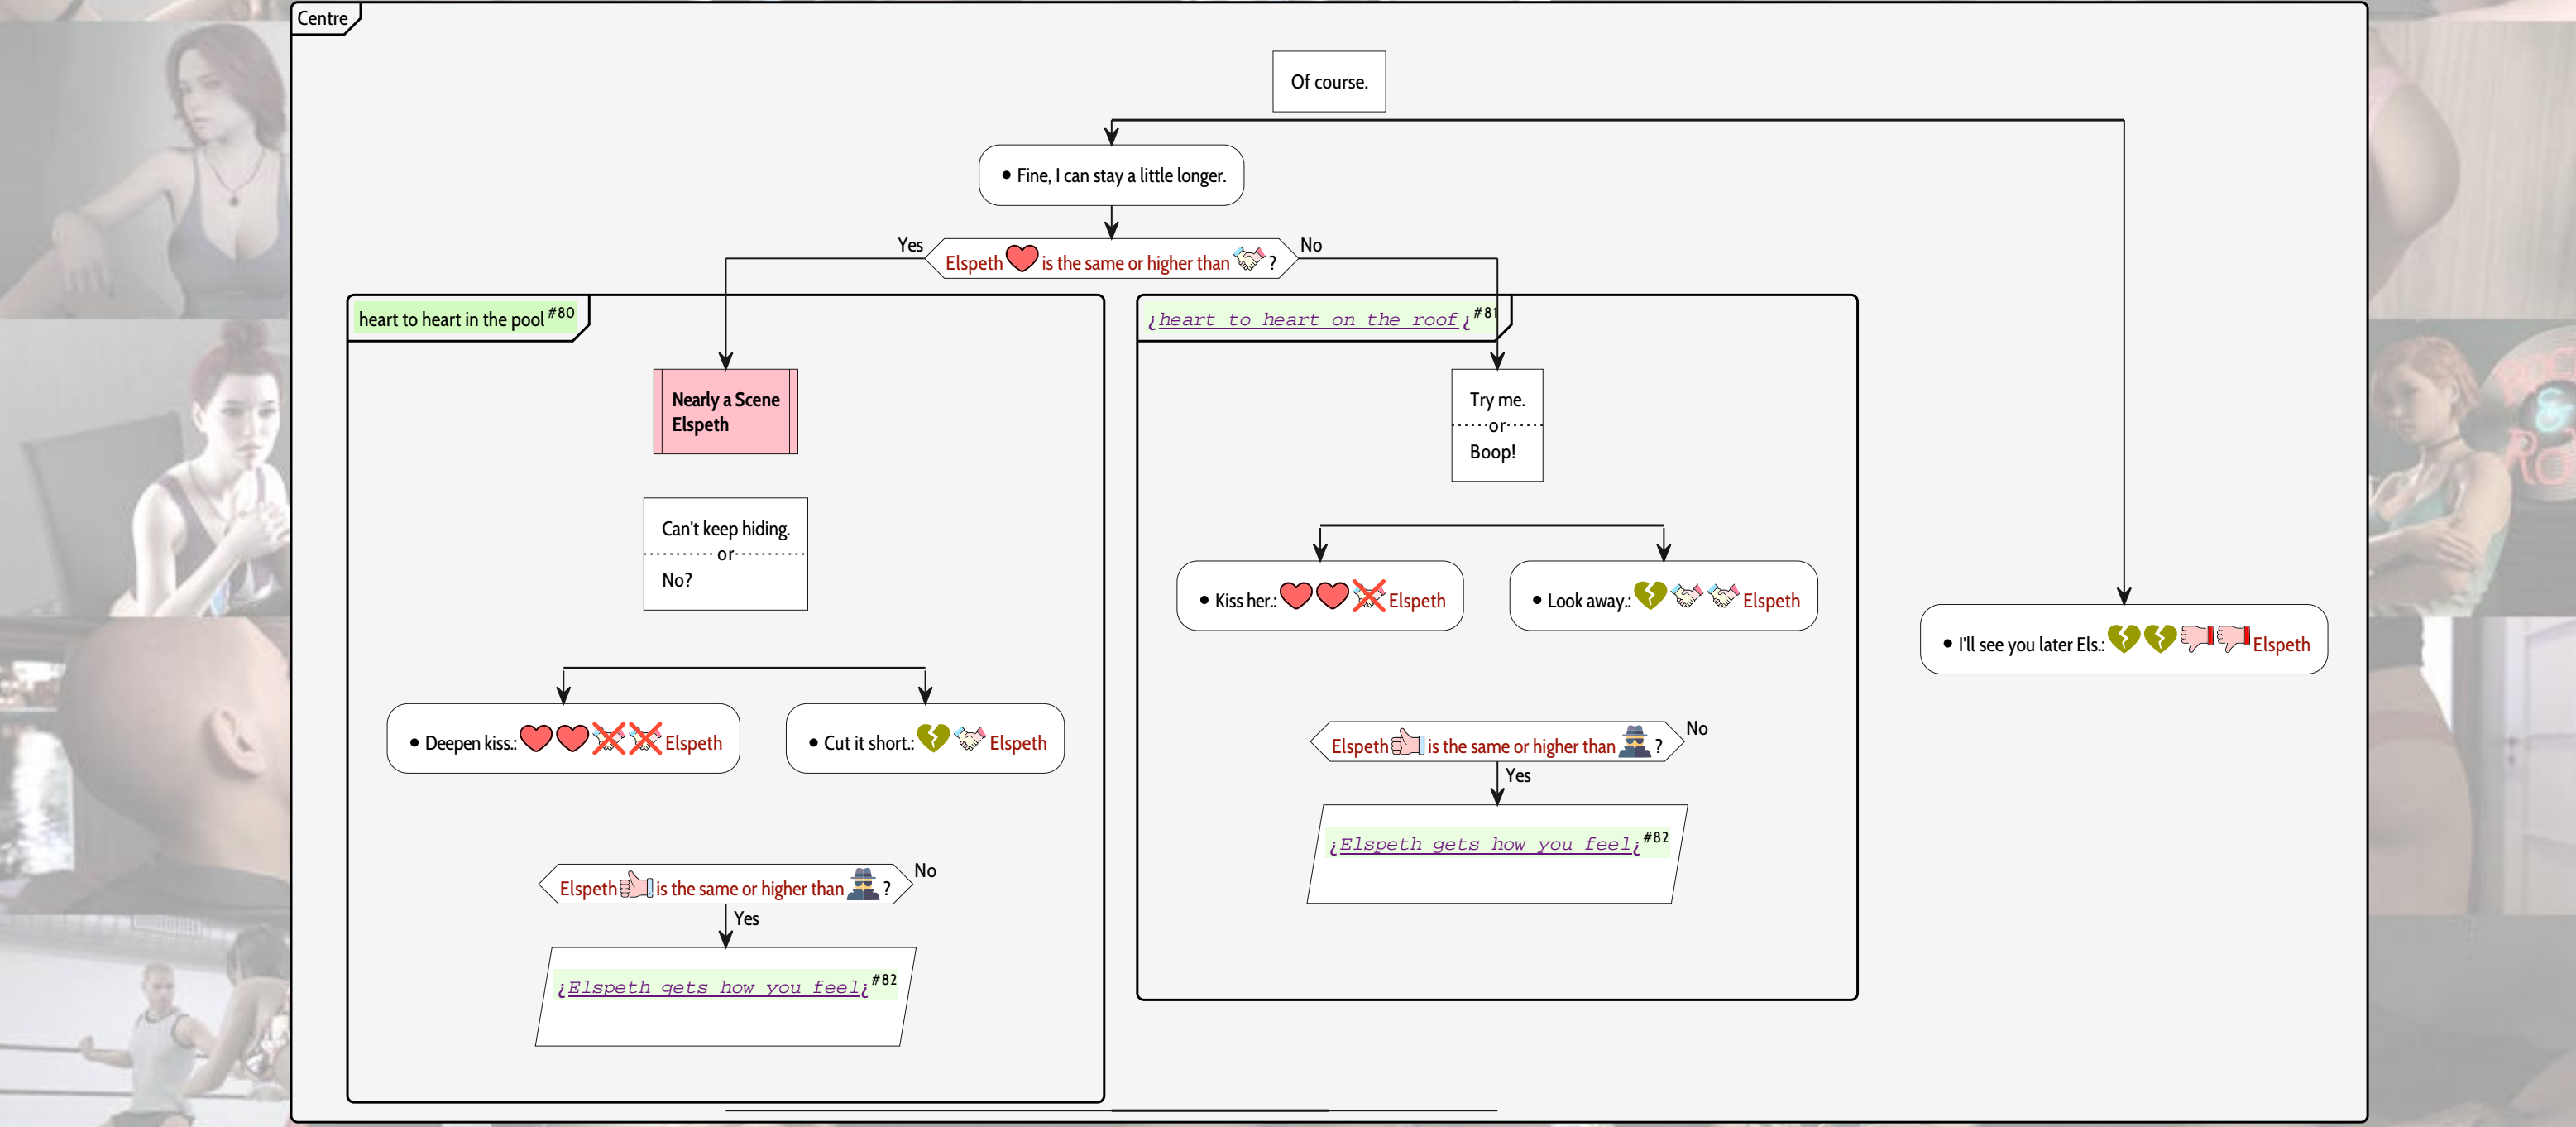 Centre
Of course.
• Fine, I can stay a little longer.
Yes
Elspeth is the same or higher than ?
No
heart to heart in the pool #80
Nearly a Scene
Elspeth
Can't keep hiding.
or
No?
• Deepen kiss.: Elspeth
• Cut it short.: Elspeth
Elspeth is the same or higher than ?
No
Yes
¿Elspeth gets how you feel¿ #82
¿heart to heart on the roof¿ #81
Try me.
or
Boop!
• Kiss her.: Elspeth
• Look away.: Elspeth
Elspeth is the same or higher than ?
No
Yes
¿Elspeth gets how you feel¿ #82
• I'll see you later Els.: Elspeth